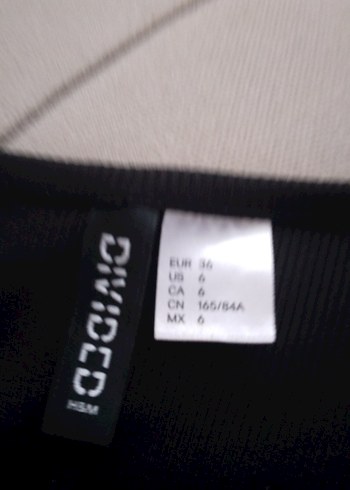 DIVIDED
H&M
EUR 36
US 6
CA 6
CN 165/84A
MX 6